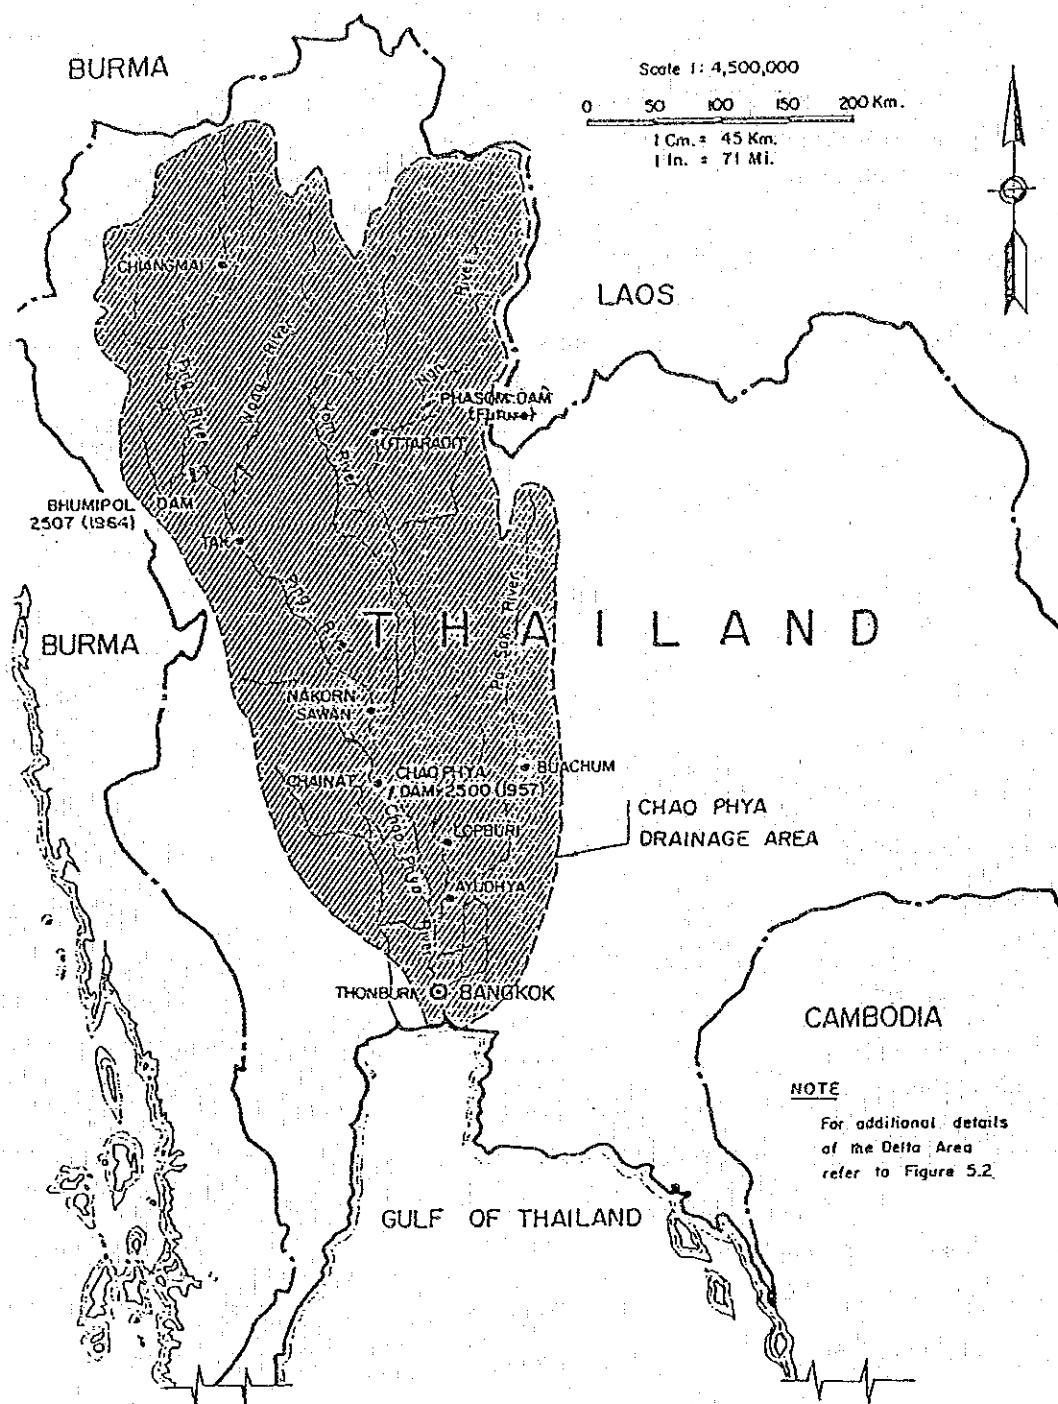 BURMA
Scale 1: 4,500,000
0 50 100 150 200 Km.
1 Cm. = 45 Km.
1 In. = 71 Mi.
CHIANGMAI
LAOS
Ping River
Wang River
Yom River
Nan River
PHASOM DAM
(Future)
UTTARADIT
BHUMIPOL DAM
2507 (1964)
TAK
Ping River
BURMA
THAILAND
Pa Sak River
NAKORN
SAWAN
CHAINAT
CHAO PHYA
DAM 2500 (1957)
BUACHUM
CHAO PHYA
DRAINAGE AREA
LOPBURI
Chao Phya River
AYUDHYA
THONBURI
BANGKOK
CAMBODIA
NOTE
For additional details
of the Delta Area
refer to Figure 5.2.
GULF OF THAILAND